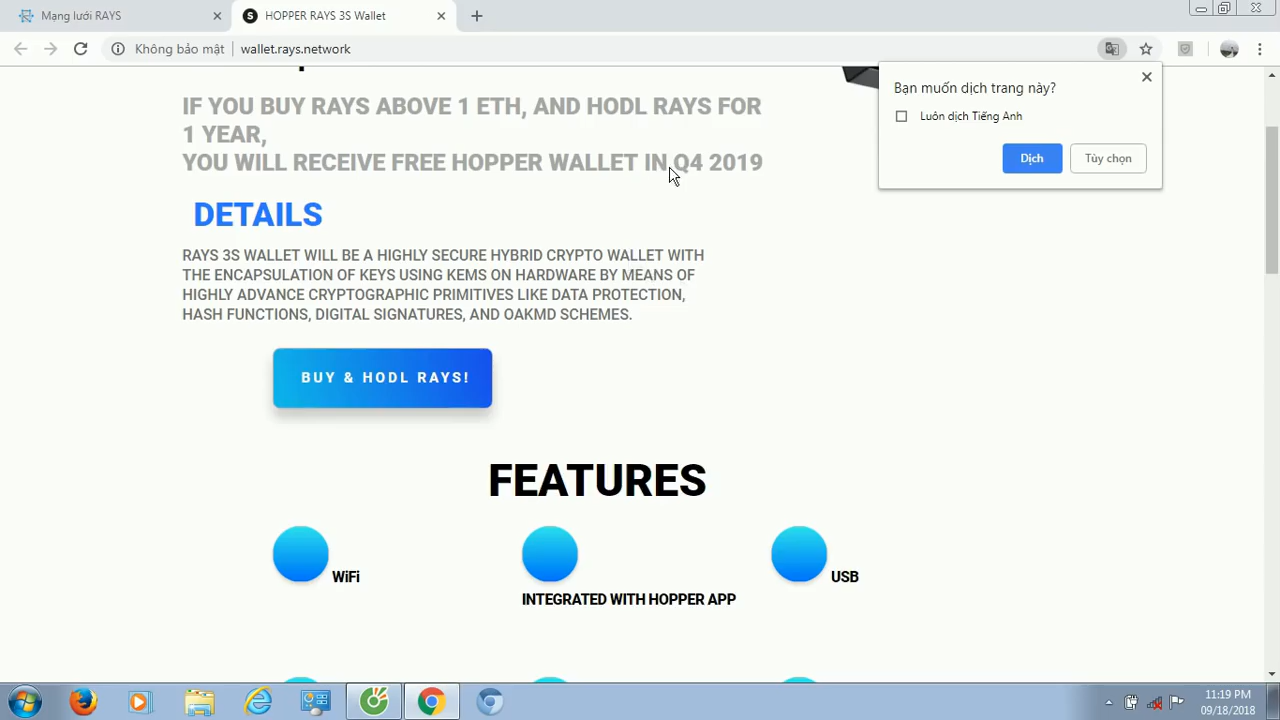 Mạng lưới RAYS
HOPPER RAYS 3S Wallet
Không bảo mật
wallet.rays.network
Bạn muốn dịch trang này?
Luôn dịch Tiếng Anh
Dịch
Tùy chọn
IF YOU BUY RAYS ABOVE 1 ETH, AND HODL RAYS FOR
1 YEAR,
YOU WILL RECEIVE FREE HOPPER WALLET IN Q4 2019
DETAILS
RAYS 3S WALLET WILL BE A HIGHLY SECURE HYBRID CRYPTO WALLET WITH
THE ENCAPSULATION OF KEYS USING KEMS ON HARDWARE BY MEANS OF
HIGHLY ADVANCE CRYPTOGRAPHIC PRIMITIVES LIKE DATA PROTECTION,
HASH FUNCTIONS, DIGITAL SIGNATURES, AND OAKMD SCHEMES.
BUY & HODL RAYS!
FEATURES
WiFi
INTEGRATED WITH HOPPER APP
USB
11:19 PM
09/18/2018